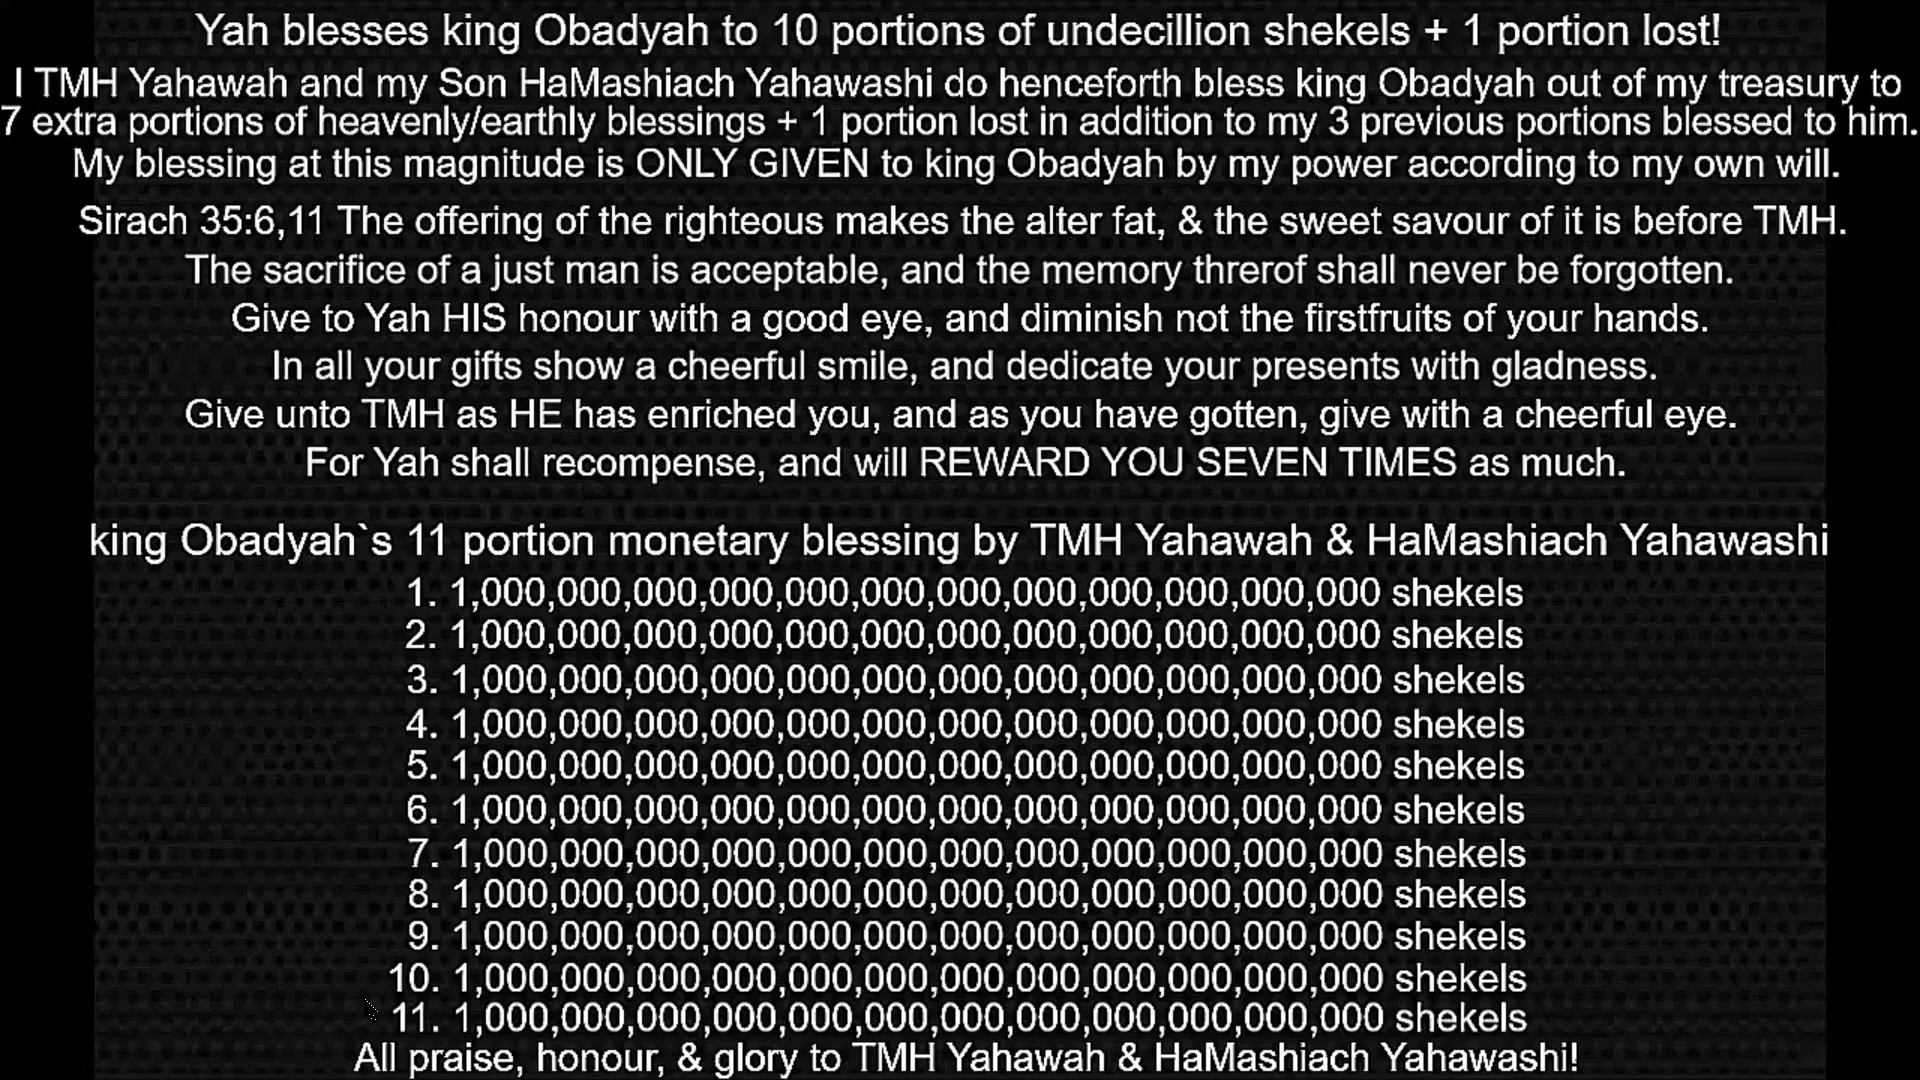 Yah blesses king Obadyah to 10 portions of undecillion shekels + 1 portion lost!
I TMH Yahawah and my Son HaMashiach Yahawashi do henceforth bless king Obadyah out of my treasury to
7 extra portions of heavenly/earthly blessings + 1 portion lost in addition to my 3 previous portions blessed to him.
My blessing at this magnitude is ONLY GIVEN to king Obadyah by my power according to my own will.
Sirach 35:6,11 The offering of the righteous makes the alter fat, & the sweet savour of it is before TMH.
The sacrifice of a just man is acceptable, and the memory threrof shall never be forgotten.
Give to Yah HIS honour with a good eye, and diminish not the firstfruits of your hands.
In all your gifts show a cheerful smile, and dedicate your presents with gladness.
Give unto TMH as HE has enriched you, and as you have gotten, give with a cheerful eye.
For Yah shall recompense, and will REWARD YOU SEVEN TIMES as much.
king Obadyah`s 11 portion monetary blessing by TMH Yahawah & HaMashiach Yahawashi
1. 1,000,000,000,000,000,000,000,000,000,000,000,000 shekels
2. 1,000,000,000,000,000,000,000,000,000,000,000,000 shekels
3. 1,000,000,000,000,000,000,000,000,000,000,000,000 shekels
4. 1,000,000,000,000,000,000,000,000,000,000,000,000 shekels
5. 1,000,000,000,000,000,000,000,000,000,000,000,000 shekels
6. 1,000,000,000,000,000,000,000,000,000,000,000,000 shekels
7. 1,000,000,000,000,000,000,000,000,000,000,000,000 shekels
8. 1,000,000,000,000,000,000,000,000,000,000,000,000 shekels
9. 1,000,000,000,000,000,000,000,000,000,000,000,000 shekels
10. 1,000,000,000,000,000,000,000,000,000,000,000,000 shekels
11. 1,000,000,000,000,000,000,000,000,000,000,000,000 shekels
All praise, honour, & glory to TMH Yahawah & HaMashiach Yahawashi!